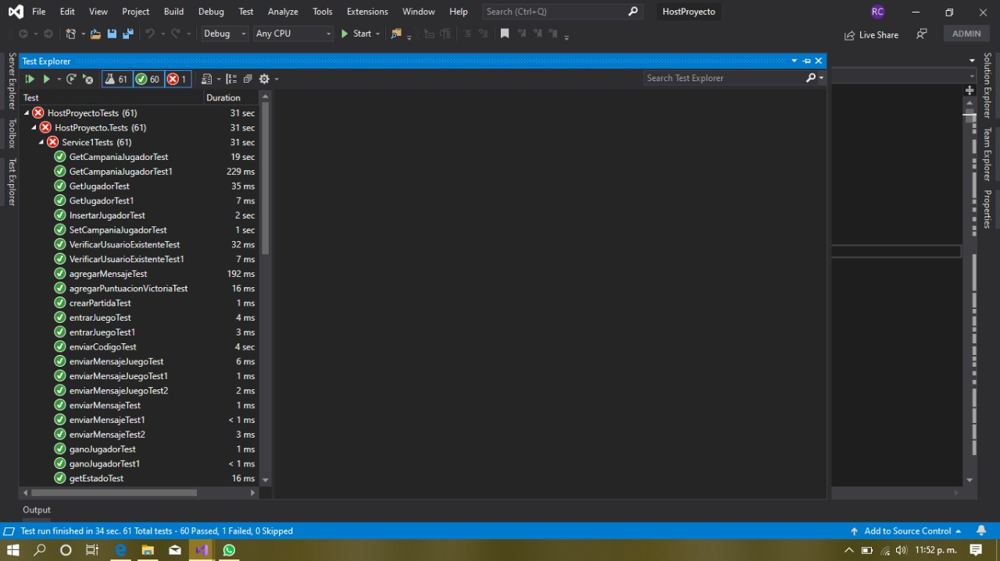 File Edit View Project Build Debug Test Analyze Tools Extensions Window Help Search (Ctrl+Q) HostProyecto RC
Debug Any CPU Start Live Share ADMIN
Server Explorer
Toolbox
Test Explorer
Test Explorer
61 60 1 Search Test Explorer
Test Duration
HostProyectoTests (61) 31 sec
HostProyecto.Tests (61) 31 sec
Service1Tests (61) 31 sec
GetCampaniaJugadorTest 19 sec
GetCampaniaJugadorTest1 229 ms
GetJugadorTest 35 ms
GetJugadorTest1 7 ms
InsertarJugadorTest 2 sec
SetCampaniaJugadorTest 1 sec
VerificarUsuarioExistenteTest 32 ms
VerificarUsuarioExistenteTest1 7 ms
agregarMensajeTest 192 ms
agregarPuntuacionVictoriaTest 16 ms
crearPartidaTest 1 ms
entrarJuegoTest 4 ms
entrarJuegoTest1 3 ms
enviarCodigoTest 4 sec
enviarMensajeJuegoTest 6 ms
enviarMensajeJuegoTest1 1 ms
enviarMensajeJuegoTest2 2 ms
enviarMensajeTest 1 ms
enviarMensajeTest1 < 1 ms
enviarMensajeTest2 3 ms
ganoJugadorTest 1 ms
ganoJugadorTest1 < 1 ms
getEstadoTest 16 ms
Solution Explorer
Team Explorer
Properties
Output
Test run finished in 34 sec. 61 Total tests - 60 Passed, 1 Failed, 0 Skipped Add to Source Control
11:52 p. m.